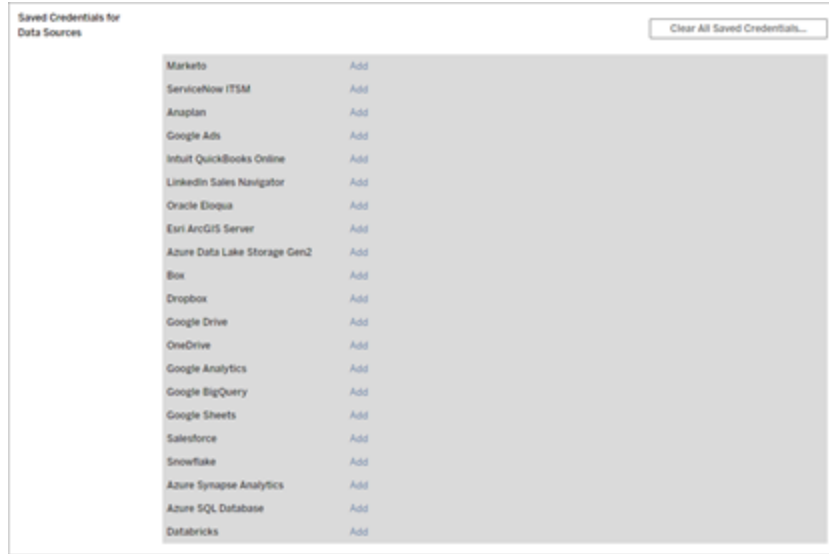 Saved Credentials for
Data Sources
Clear All Saved Credentials...
Marketo Add
ServiceNow ITSM Add
Anaplan Add
Google Ads Add
Intuit QuickBooks Online Add
LinkedIn Sales Navigator Add
Oracle Eloqua Add
Esri ArcGIS Server Add
Azure Data Lake Storage Gen2 Add
Box Add
Dropbox Add
Google Drive Add
OneDrive Add
Google Analytics Add
Google BigQuery Add
Google Sheets Add
Salesforce Add
Snowflake Add
Azure Synapse Analytics Add
Azure SQL Database Add
Databricks Add